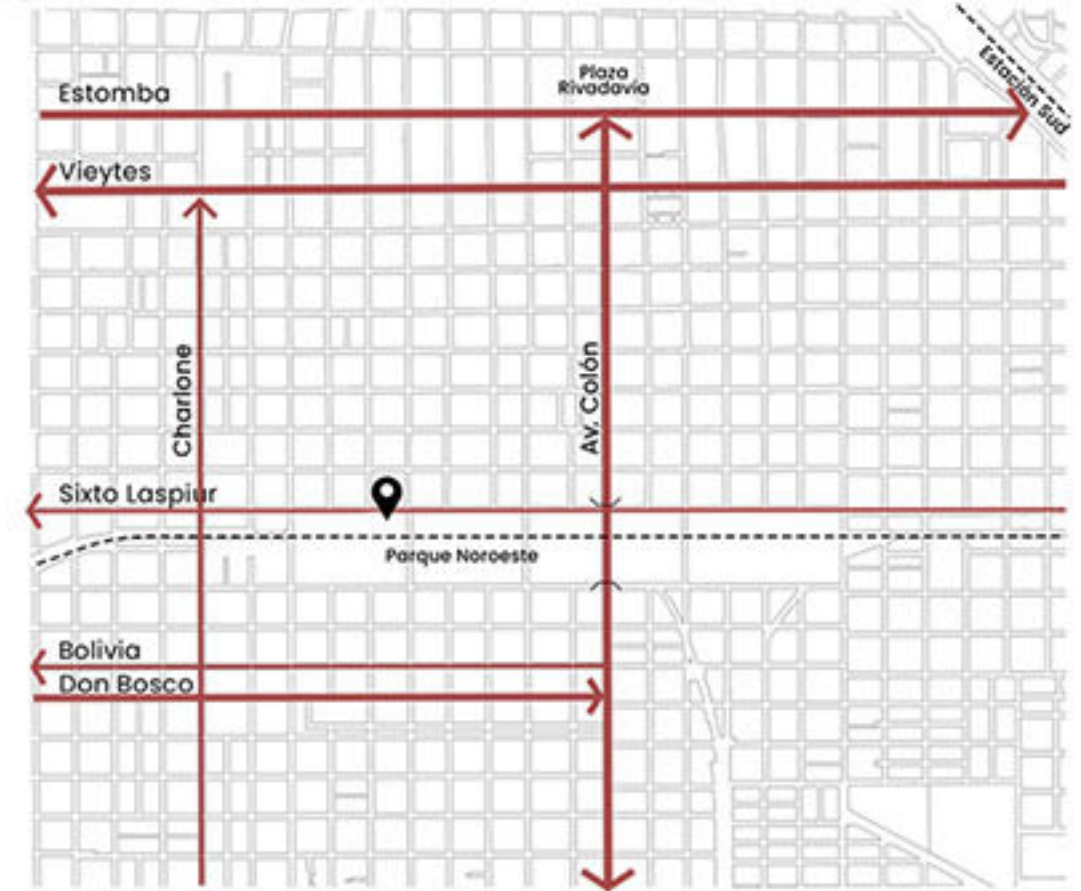 Estación Sud
Plaza
Rivadavia
Estomba
Vieytes
Charlone
Av. Colón
Sixto Laspiur
Parque Noroeste
Bolivia
Don Bosco